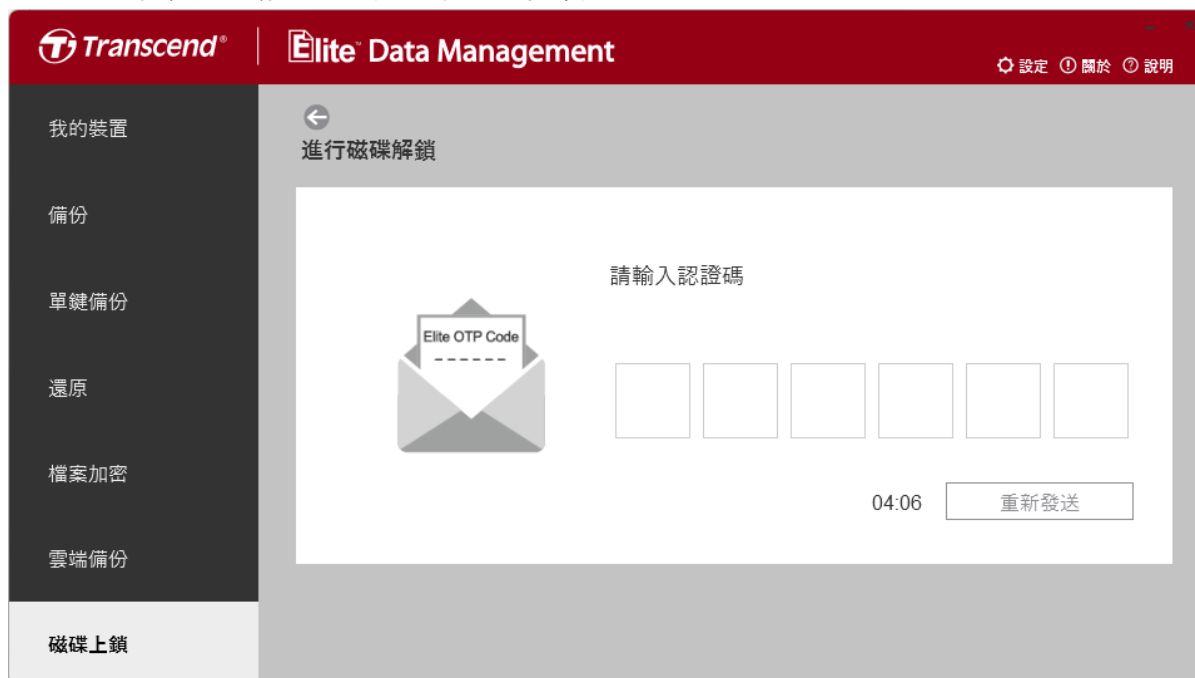 Transcend®
Èlite™ Data Management
設定 關於 說明
我的裝置
備份
單鍵備份
還原
檔案加密
雲端備份
磁碟上鎖
進行磁碟解鎖
Elite OTP Code
------
請輸入認證碼
04:06 重新發送